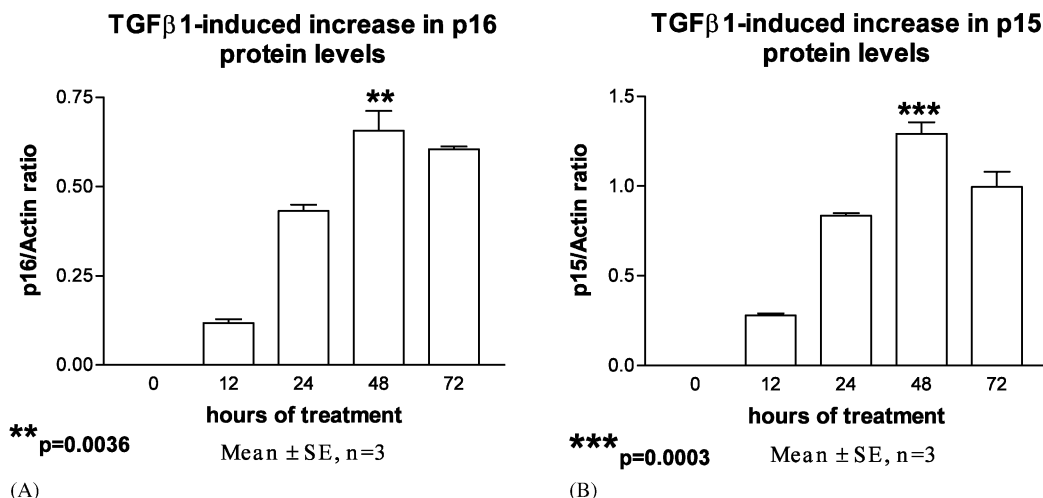 TGFβ1-induced increase in p16
protein levels
p16/Actin ratio
0.75
0.50
0.25
0.00
0 12 24 48 72
**
hours of treatment
**p=0.0036
Mean ± SE, n=3
(A)
TGFβ1-induced increase in p15
protein levels
p15/Actin ratio
1.5
1.0
0.5
0.0
0 12 24 48 72
***
hours of treatment
***p=0.0003
Mean ± SE, n=3
(B)